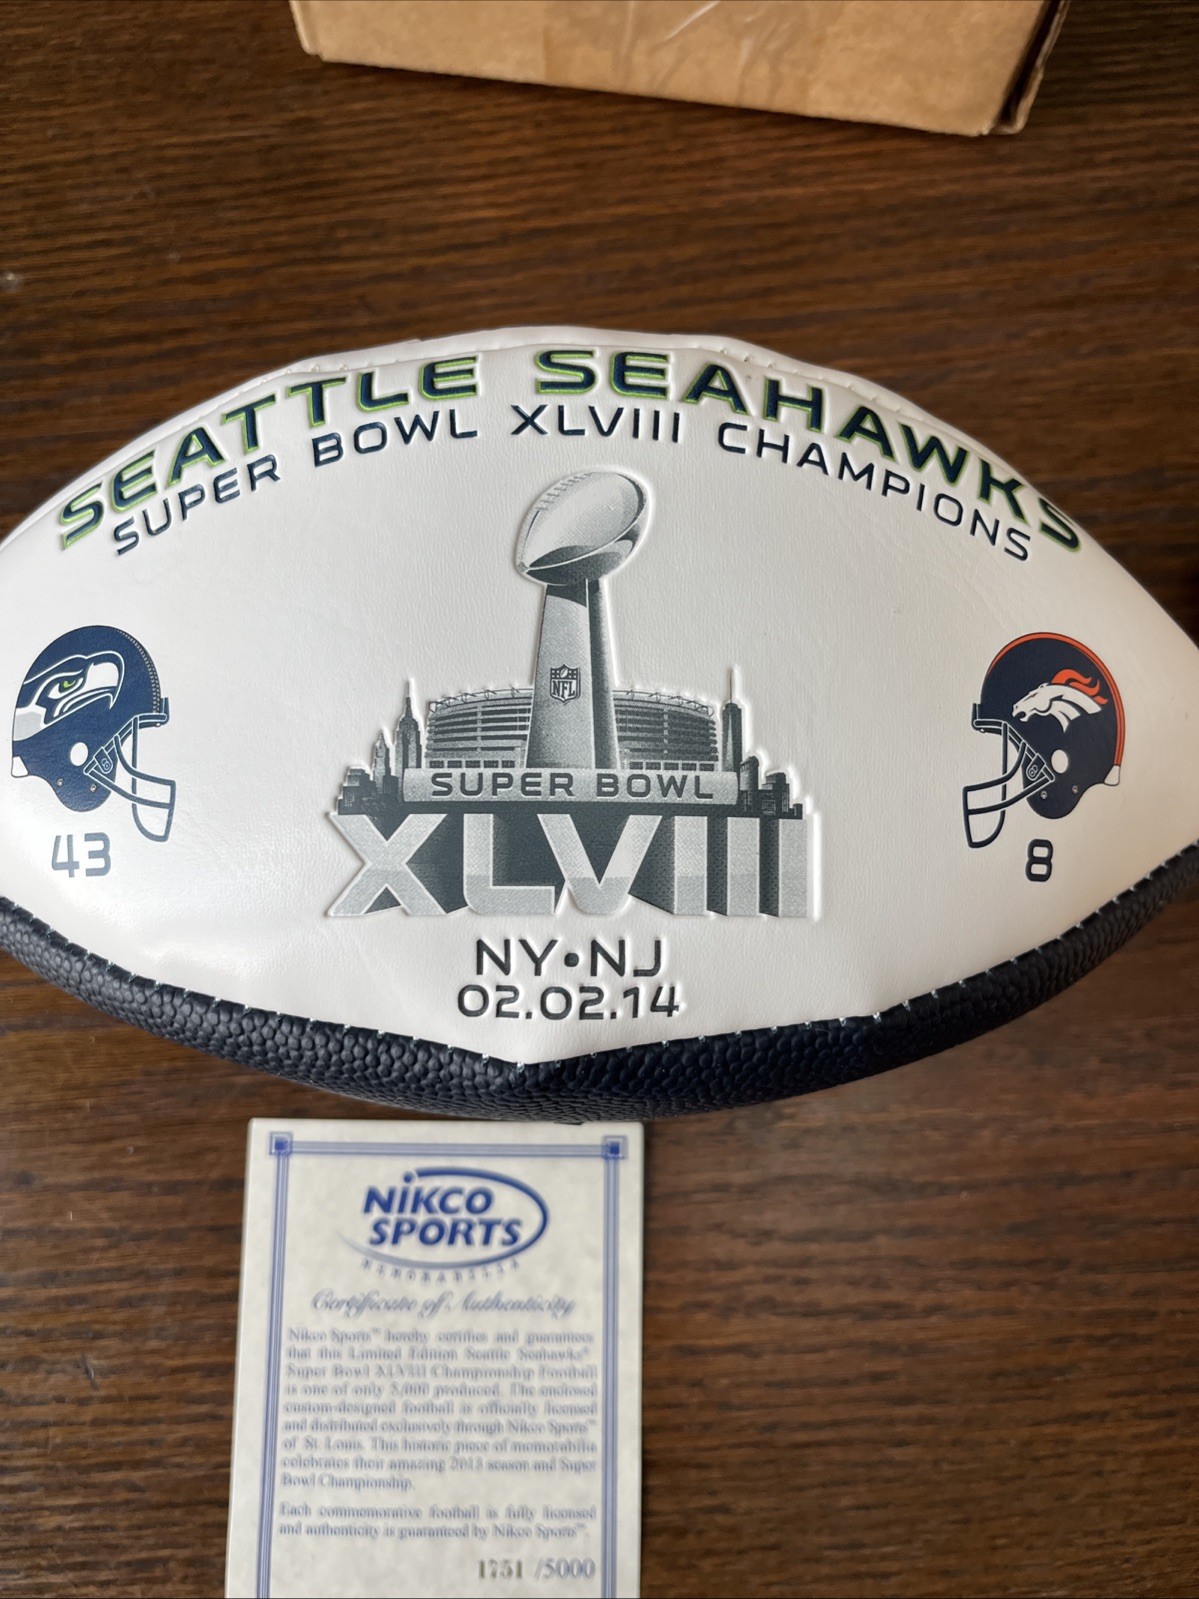 SEATTLE SEAHAWKS
SUPER BOWL XLVIII CHAMPIONS
NFL
SUPER BOWL
XLVIII
NY•NJ
02.02.14
43
8
NiKCO
SPORTS
MEMORABILIA
Certificate of Authenticity
Nikco Sports™ hereby certifies and guarantees
that this Limited Edition Seattle Seahawks®
Super Bowl XLVIII Championship Football
is one of only 5,000 produced. The enclosed
custom-designed football is officially licensed
and distributed exclusively through Nikco Sports™
of St. Louis. This historic piece of memorabilia
celebrates their amazing 2013 season and Super
Bowl Championship.
Each commemorative football is fully licensed
and authenticity is guaranteed by Nikco Sports™.
1751 /5000